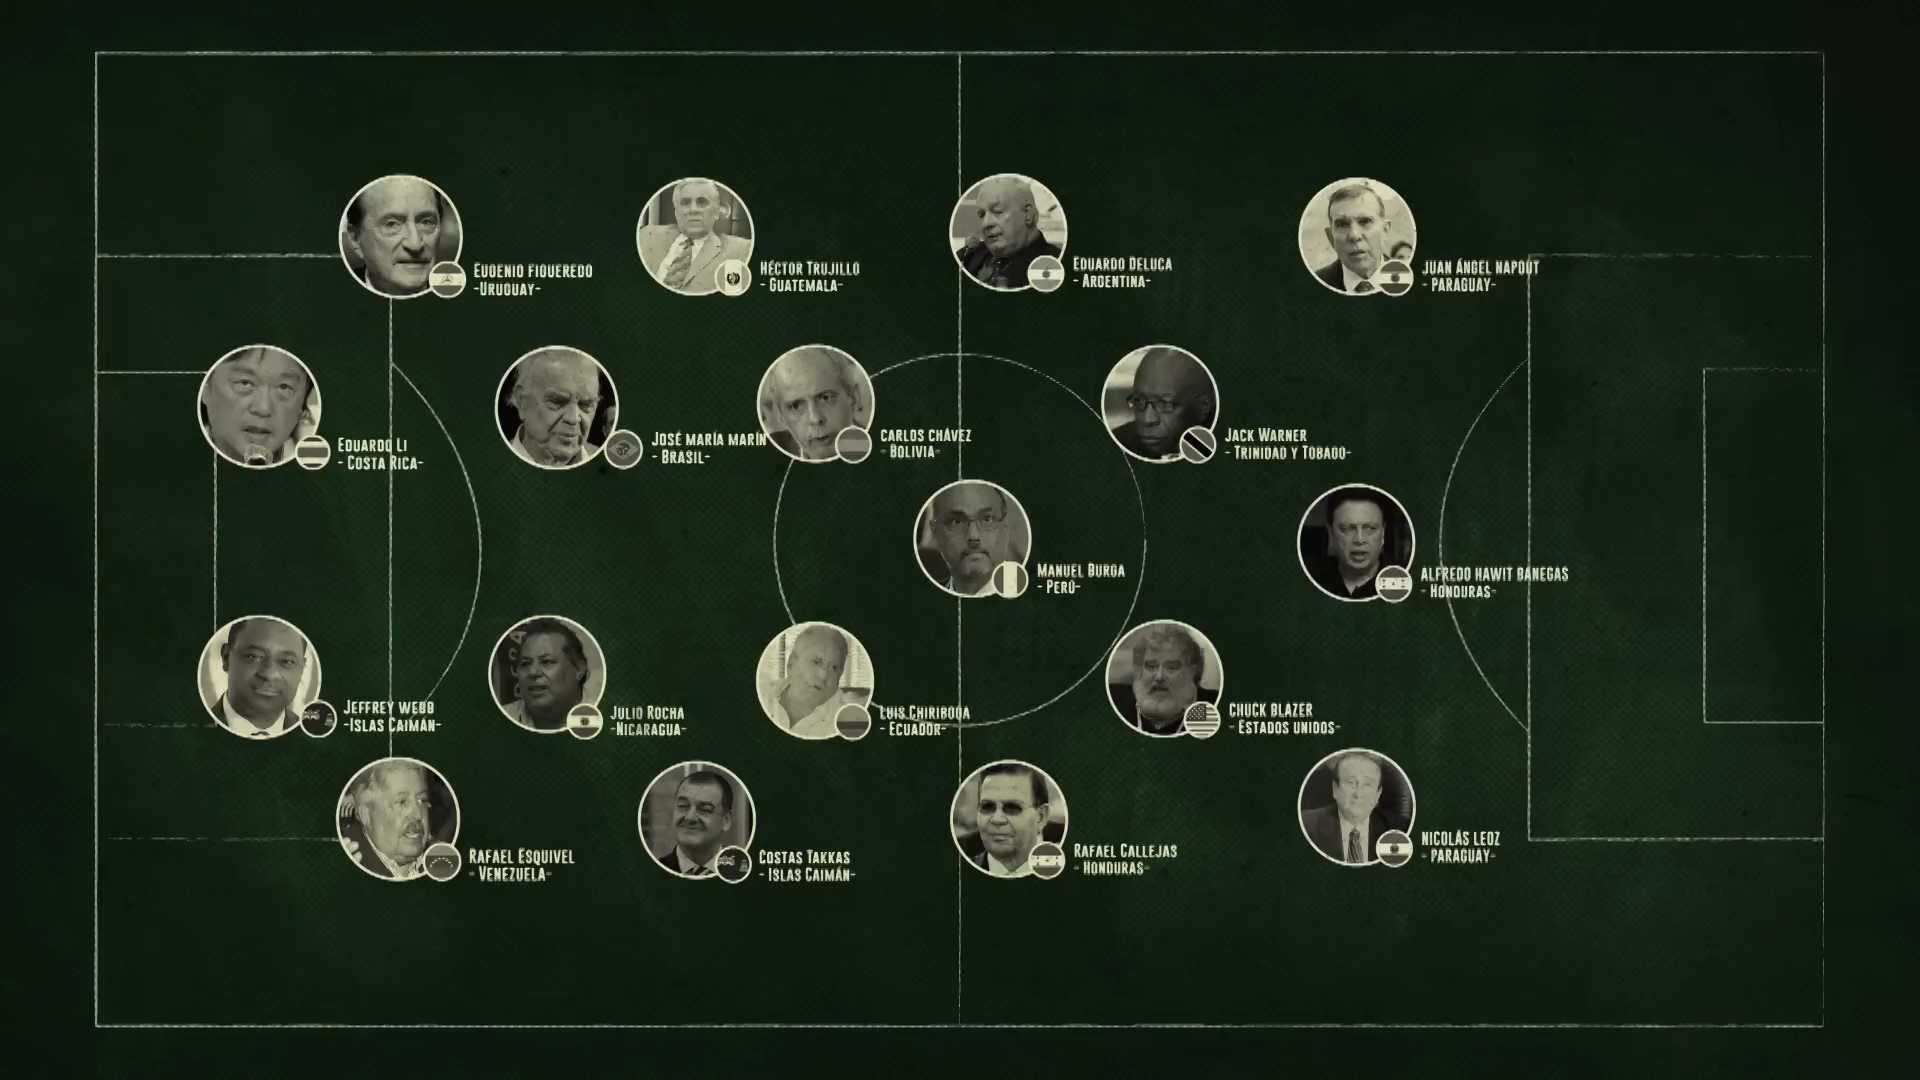 Eugenio Figueredo
-Uruguay-
Héctor Trujillo
- Guatemala-
Eduardo Deluca
- Argentina-
Juan Ángel Napout
- Paraguay-
Eduardo Li
- Costa Rica-
José María Marín
- Brasil-
Carlos Chávez
- Bolivia-
Jack Warner
- Trinidad y Tobago-
Manuel Burga
- Perú-
Alfredo Hawit Banegas
- Honduras-
Jeffrey Webb
-Islas Caimán-
Julio Rocha
-Nicaragua-
Luis Chiriboga
- Ecuador-
Chuck Blazer
- Estados Unidos-
Rafael Esquivel
- Venezuela-
Costas Takkas
- Islas Caimán-
Rafael Callejas
- Honduras-
Nicolás Leoz
- Paraguay-